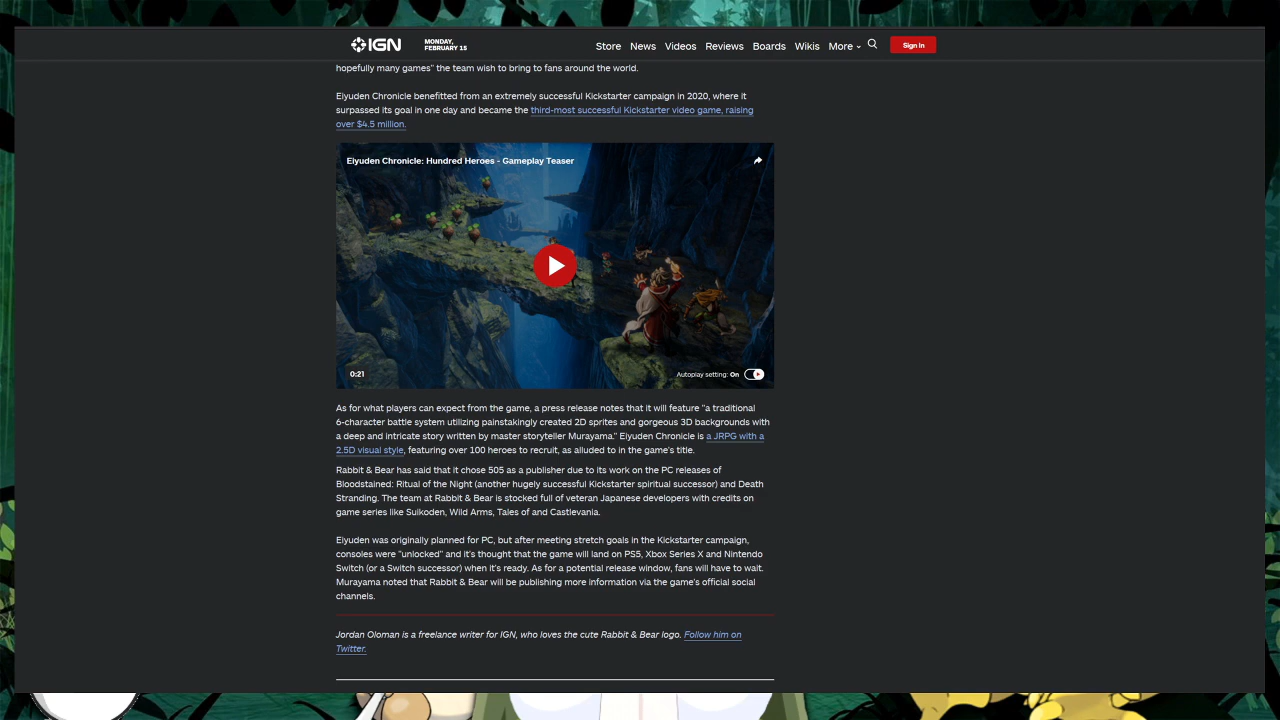 IGN
MONDAY,
FEBRUARY 15
Store News Videos Reviews Boards Wikis More Sign In
hopefully many games" the team wish to bring to fans around the world.
Eiyuden Chronicle benefitted from an extremely successful Kickstarter campaign in 2020, where it
surpassed its goal in one day and became the third-most successful Kickstarter video game, raising
over $4.5 million.
Eiyuden Chronicle: Hundred Heroes - Gameplay Teaser
0:21
Autoplay setting: On
As for what players can expect from the game, a press release notes that it will feature "a traditional
6-character battle system utilizing painstakingly created 2D sprites and gorgeous 3D backgrounds with
a deep and intricate story written by master storyteller Murayama." Eiyuden Chronicle is a JRPG with a
2.5D visual style, featuring over 100 heroes to recruit, as alluded to in the game's title.
Rabbit & Bear has said that it chose 505 as a publisher due to its work on the PC releases of
Bloodstained: Ritual of the Night (another hugely successful Kickstarter spiritual successor) and Death
Stranding. The team at Rabbit & Bear is stocked full of veteran Japanese developers with credits on
game series like Suikoden, Wild Arms, Tales of and Castlevania.
Eiyuden was originally planned for PC, but after meeting stretch goals in the Kickstarter campaign,
consoles were "unlocked" and it's thought that the game will land on PS5, Xbox Series X and Nintendo
Switch (or a Switch successor) when it's ready. As for a potential release window, fans will have to wait.
Murayama noted that Rabbit & Bear will be publishing more information via the game's official social
channels.
Jordan Oloman is a freelance writer for IGN, who loves the cute Rabbit & Bear logo. Follow him on
Twitter.